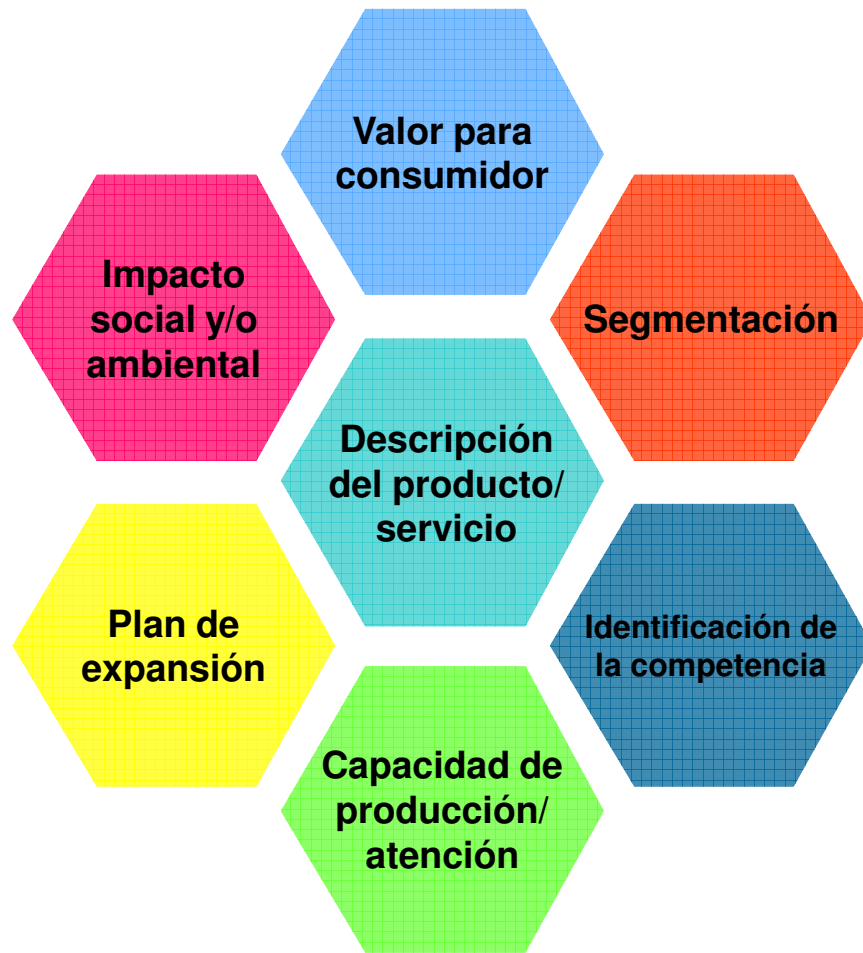 Valor para
consumidor
Impacto
social y/o
ambiental
Segmentación
Descripción
del producto/
servicio
Plan de
expansión
Identificación de
la competencia
Capacidad de
producción/
atención